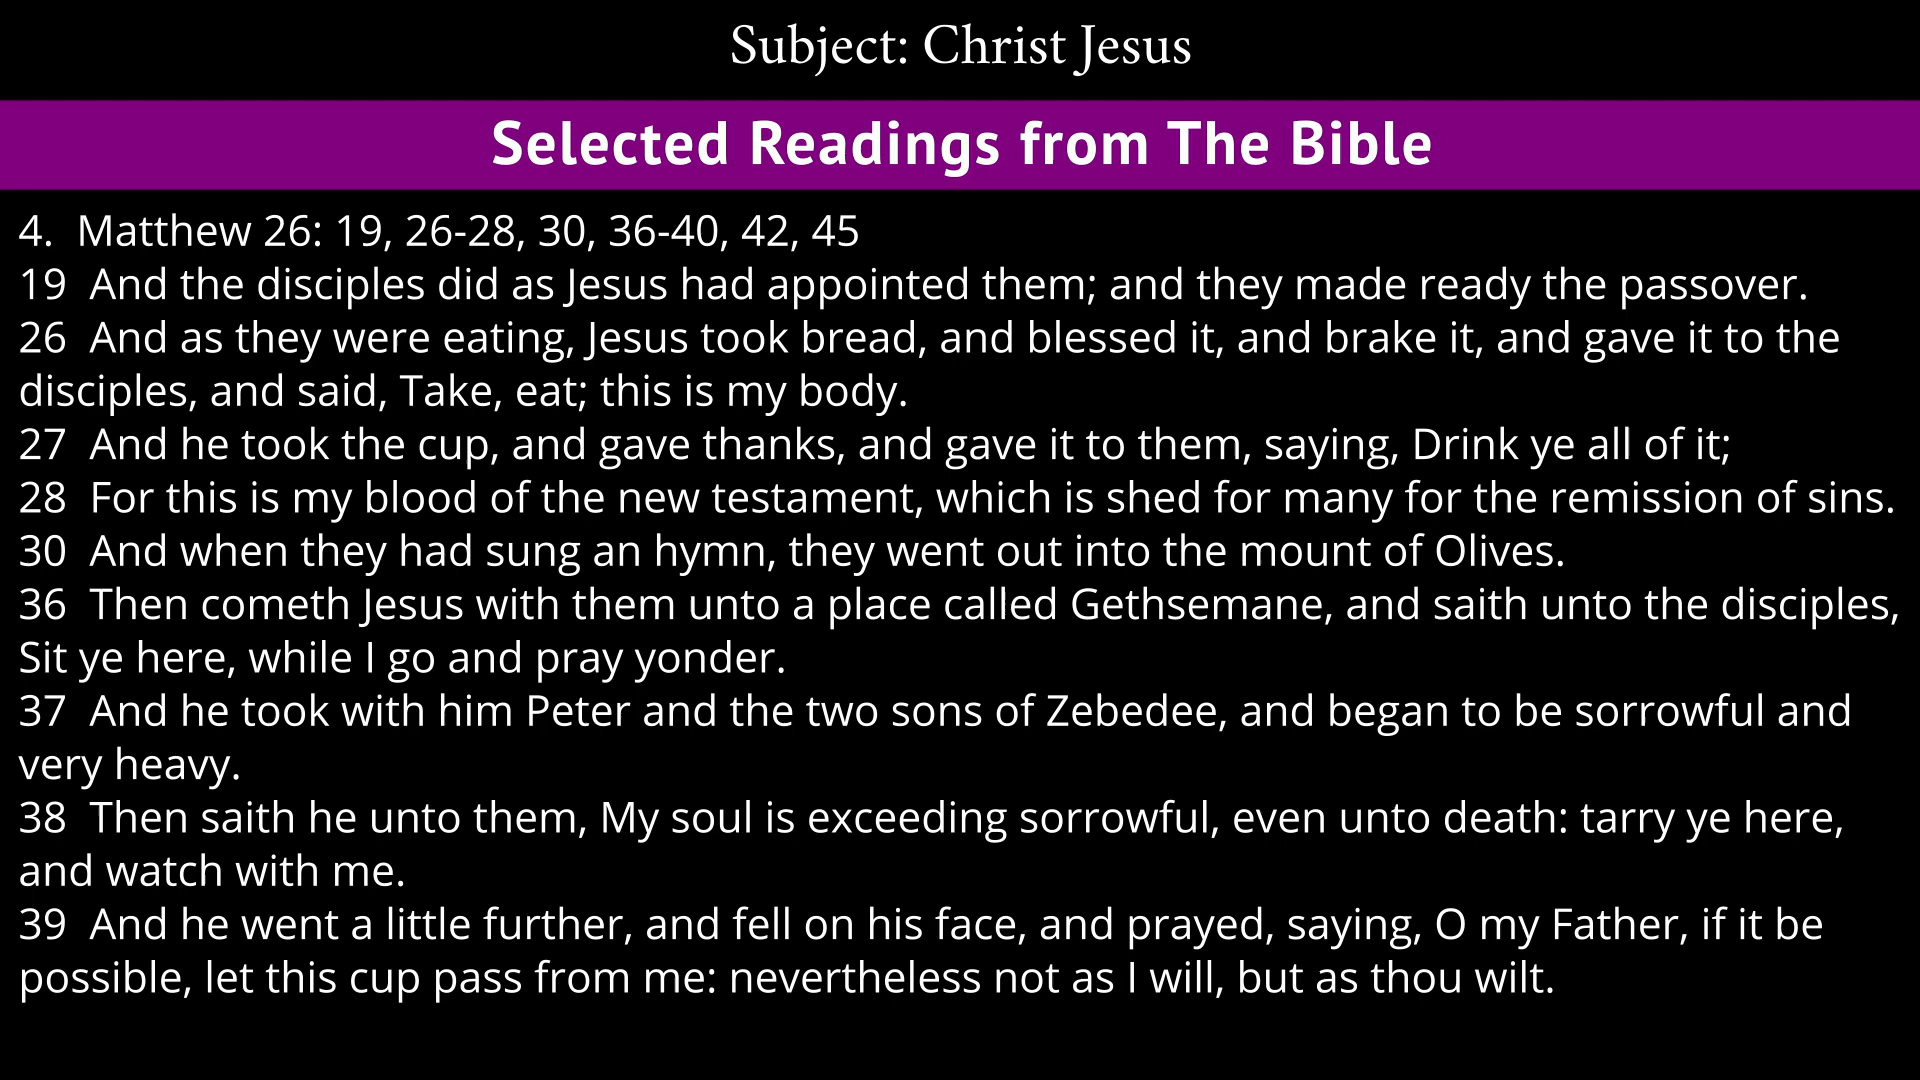 Subject: Christ Jesus
Selected Readings from The Bible
4.  Matthew 26: 19, 26-28, 30, 36-40, 42, 45
19  And the disciples did as Jesus had appointed them; and they made ready the passover.
26  And as they were eating, Jesus took bread, and blessed it, and brake it, and gave it to the
disciples, and said, Take, eat; this is my body.
27  And he took the cup, and gave thanks, and gave it to them, saying, Drink ye all of it;
28  For this is my blood of the new testament, which is shed for many for the remission of sins.
30  And when they had sung an hymn, they went out into the mount of Olives.
36  Then cometh Jesus with them unto a place called Gethsemane, and saith unto the disciples,
Sit ye here, while I go and pray yonder.
37  And he took with him Peter and the two sons of Zebedee, and began to be sorrowful and
very heavy.
38  Then saith he unto them, My soul is exceeding sorrowful, even unto death: tarry ye here,
and watch with me.
39  And he went a little further, and fell on his face, and prayed, saying, O my Father, if it be
possible, let this cup pass from me: nevertheless not as I will, but as thou wilt.